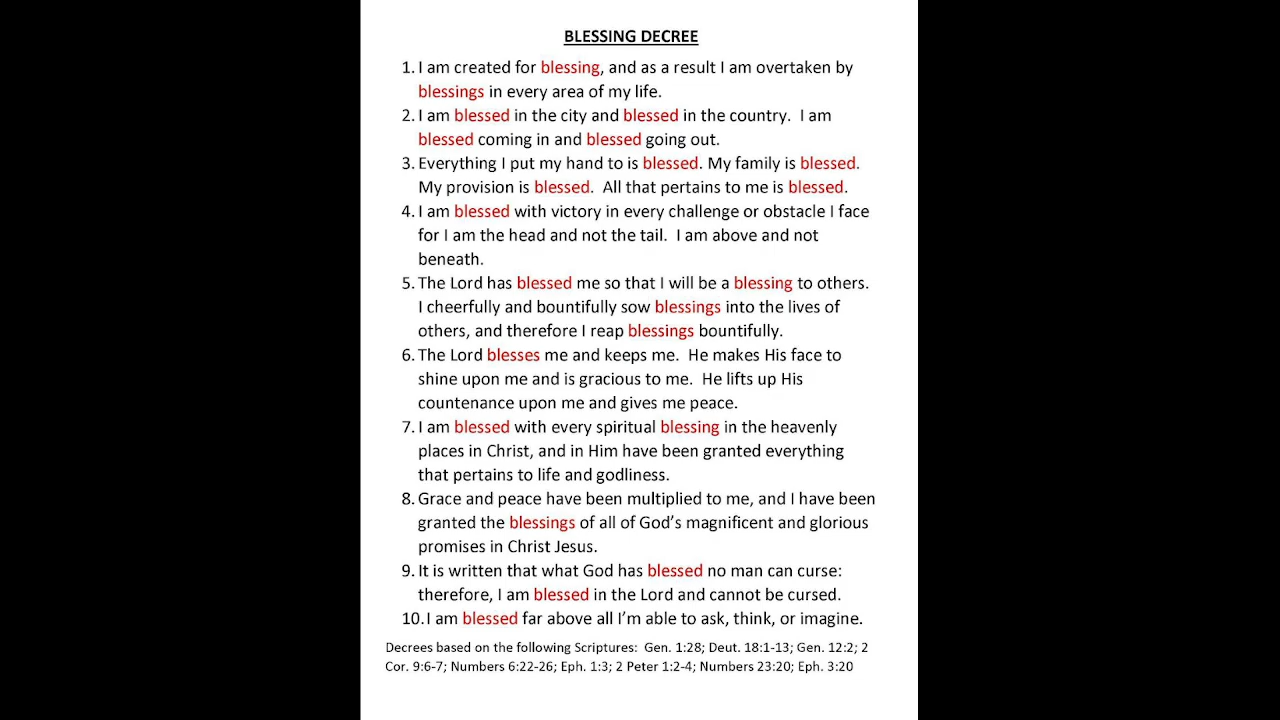 BLESSING DECREE
1. I am created for blessing, and as a result I am overtaken by
blessings in every area of my life.
2. I am blessed in the city and blessed in the country.  I am
blessed coming in and blessed going out.
3. Everything I put my hand to is blessed. My family is blessed.
My provision is blessed.  All that pertains to me is blessed.
4. I am blessed with victory in every challenge or obstacle I face
for I am the head and not the tail.  I am above and not
beneath.
5. The Lord has blessed me so that I will be a blessing to others.
I cheerfully and bountifully sow blessings into the lives of
others, and therefore I reap blessings bountifully.
6. The Lord blesses me and keeps me.  He makes His face to
shine upon me and is gracious to me.  He lifts up His
countenance upon me and gives me peace.
7. I am blessed with every spiritual blessing in the heavenly
places in Christ, and in Him have been granted everything
that pertains to life and godliness.
8. Grace and peace have been multiplied to me, and I have been
granted the blessings of all of God’s magnificent and glorious
promises in Christ Jesus.
9. It is written that what God has blessed no man can curse:
therefore, I am blessed in the Lord and cannot be cursed.
10. I am blessed far above all I’m able to ask, think, or imagine.
Decrees based on the following Scriptures:  Gen. 1:28; Deut. 18:1-13; Gen. 12:2; 2
Cor. 9:6-7; Numbers 6:22-26; Eph. 1:3; 2 Peter 1:2-4; Numbers 23:20; Eph. 3:20